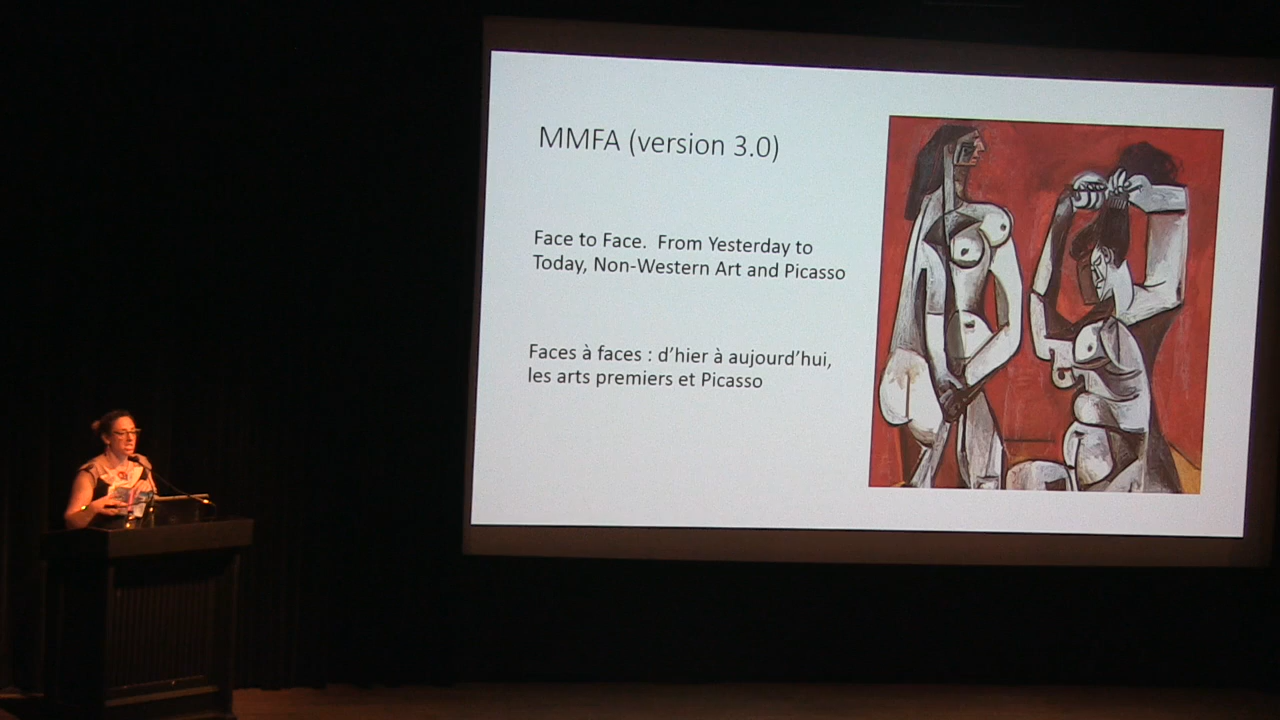 MMFA (version 3.0)
Face to Face.  From Yesterday to
Today, Non-Western Art and Picasso
Faces à faces : d’hier à aujourd’hui,
les arts premiers et Picasso